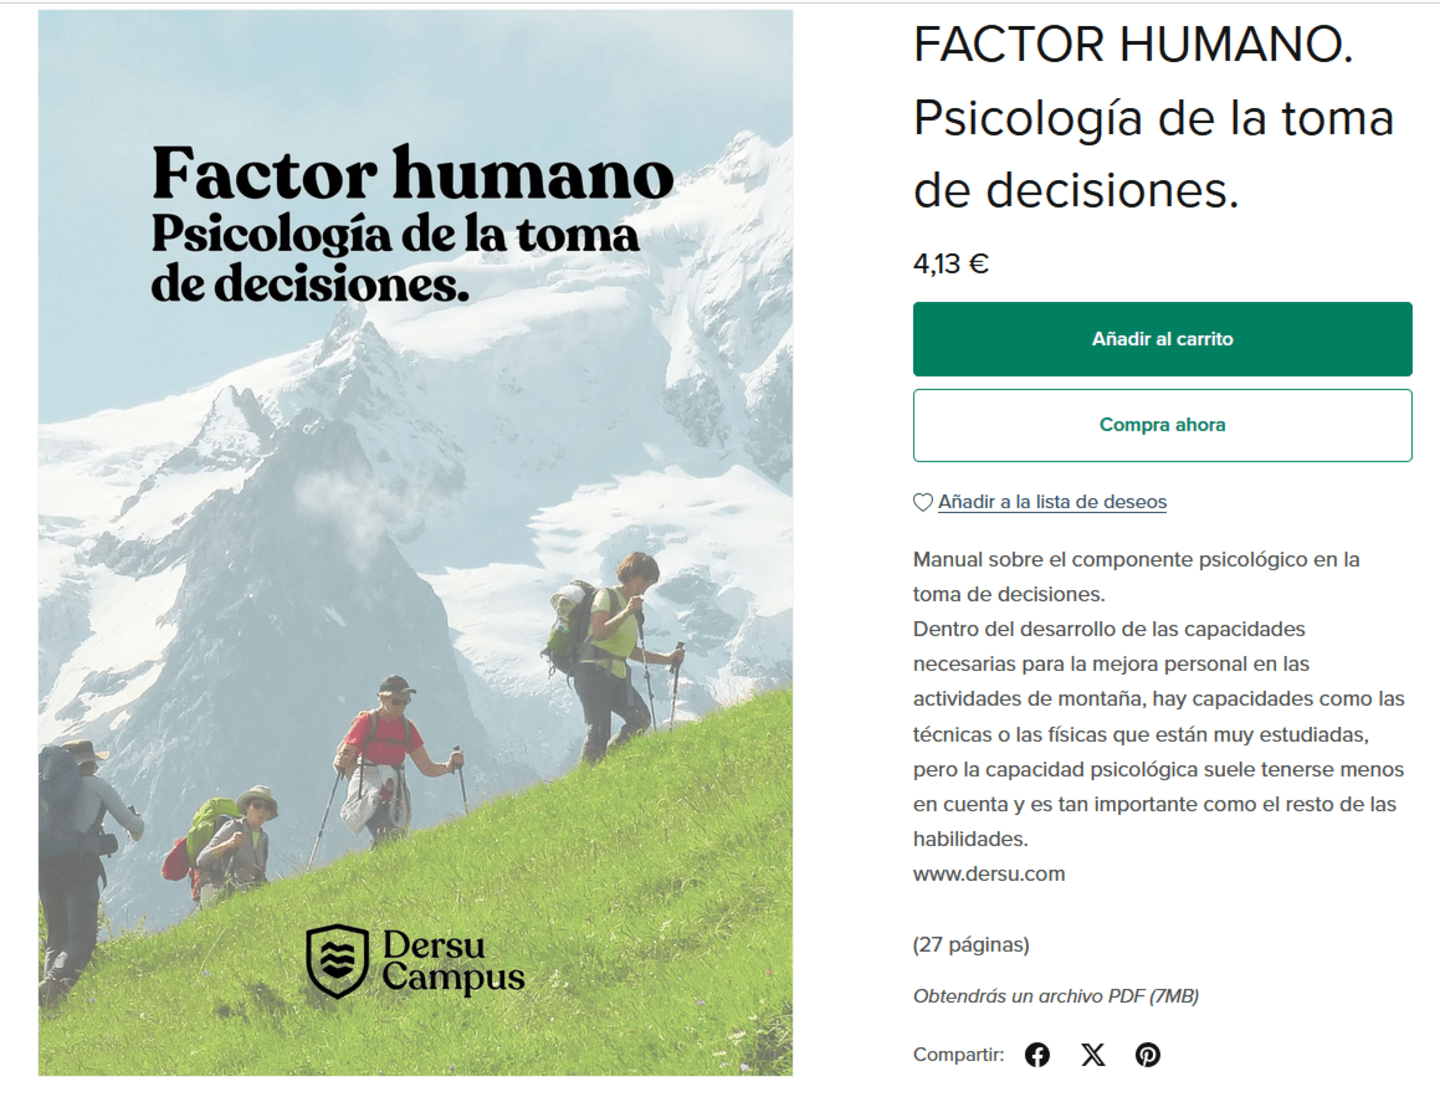 Factor humano
Psicología de la toma
de decisiones.
Dersu
Campus
FACTOR HUMANO.
Psicología de la toma
de decisiones.
4,13 €
Añadir al carrito
Compra ahora
Añadir a la lista de deseos
Manual sobre el componente psicológico en la
toma de decisiones.
Dentro del desarrollo de las capacidades
necesarias para la mejora personal en las
actividades de montaña, hay capacidades como las
técnicas o las físicas que están muy estudiadas,
pero la capacidad psicológica suele tenerse menos
en cuenta y es tan importante como el resto de las
habilidades.
www.dersu.com
(27 páginas)
Obtendrás un archivo PDF (7MB)
Compartir: